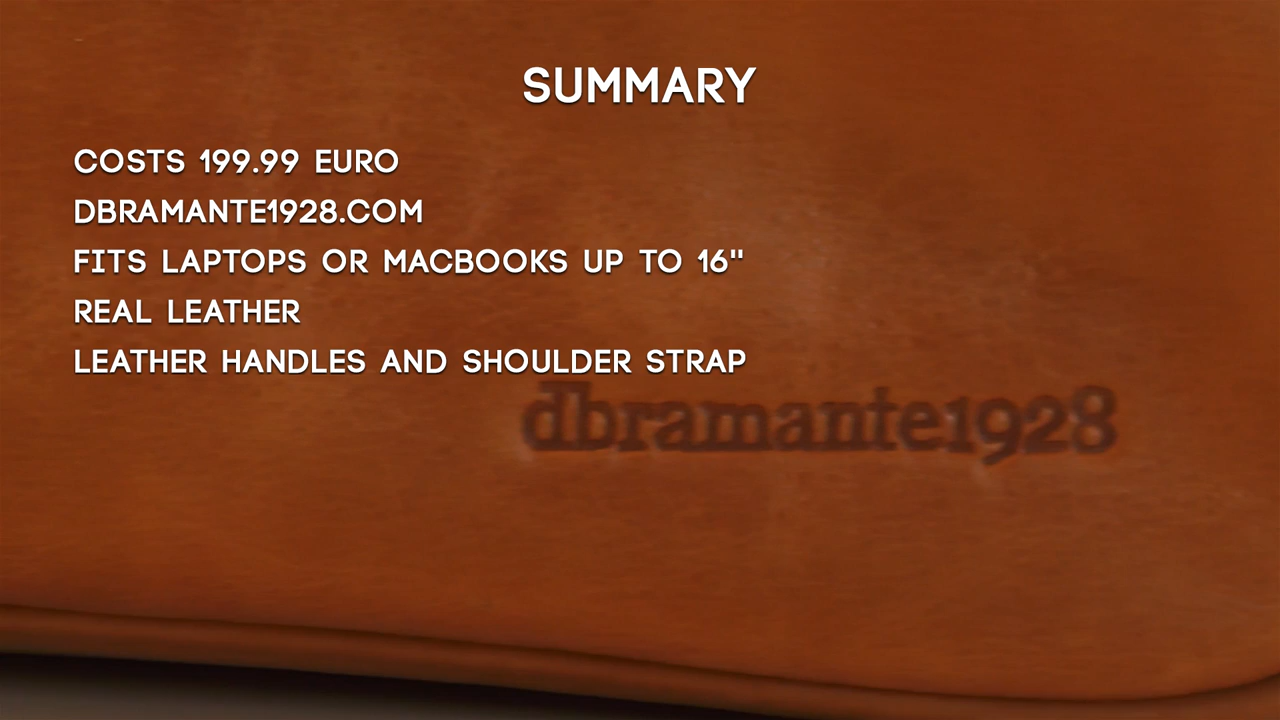 SUMMARY
COSTS 199.99 EURO
DBRAMANTE1928.COM
FITS LAPTOPS OR MACBOOKS UP TO 16"
REAL LEATHER
LEATHER HANDLES AND SHOULDER STRAP
dbramante1928